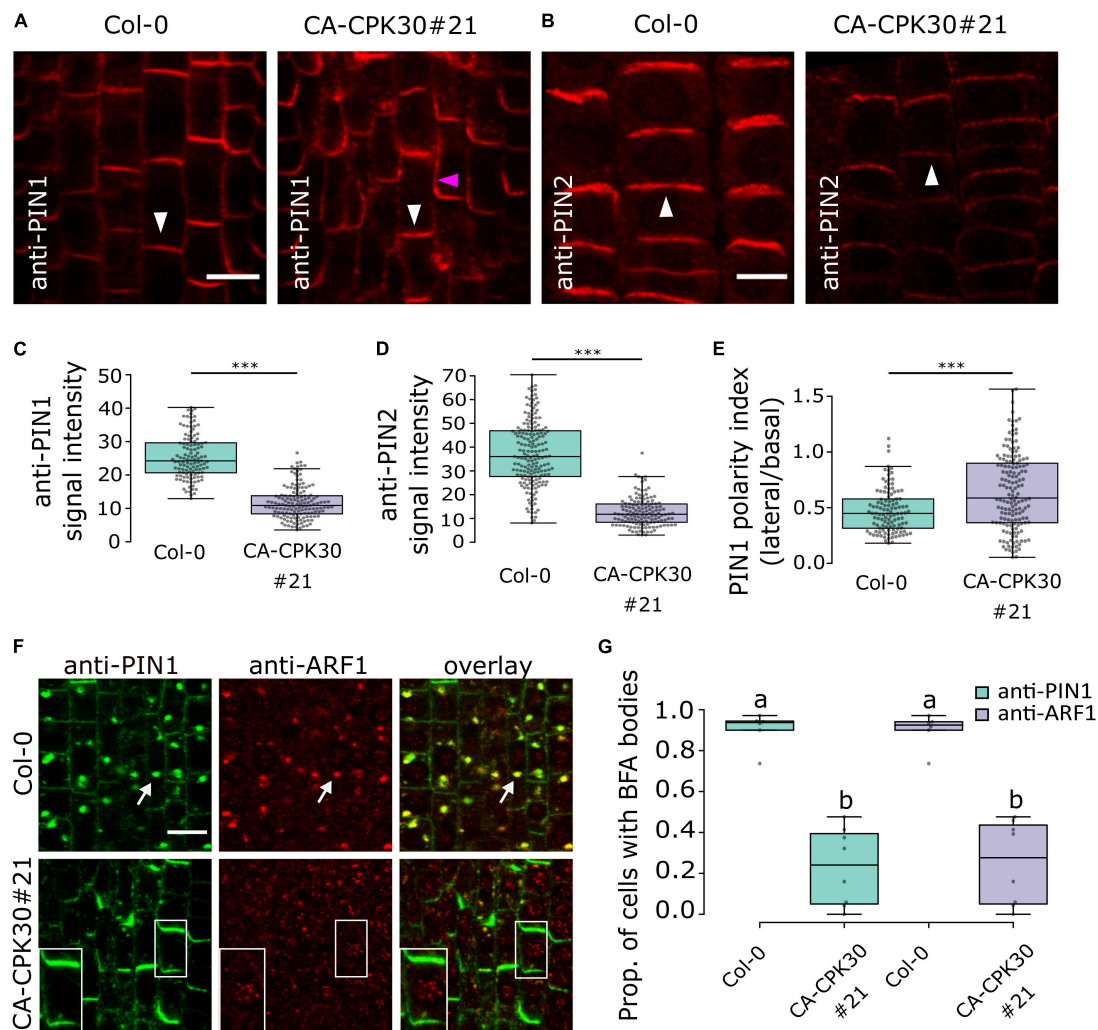 A
Col-0
CA-CPK30#21
B
Col-0
CA-CPK30#21
anti-PIN1
anti-PIN1
anti-PIN2
anti-PIN2
C
anti-PIN1
signal intensity
50
40
30
20
10
0
***
Col-0
CA-CPK30
#21
D
anti-PIN2
signal intensity
70
60
50
40
30
20
10
0
***
Col-0
CA-CPK30
#21
E
PIN1 polarity index
(lateral/basal)
1.5
1.0
0.5
0.0
***
Col-0
CA-CPK30
#21
F
anti-PIN1
anti-ARF1
overlay
Col-0
CA-CPK30#21
G
anti-PIN1
anti-ARF1
Prop. of cells with BFA bodies
1.0
0.8
0.6
0.4
0.2
0.0
a
b
a
b
Col-0
CA-CPK30
#21
Col-0
CA-CPK30
#21